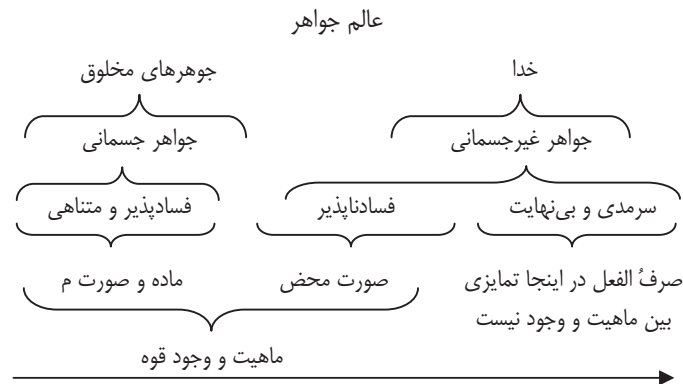 عالم جواهر
خدا جوهرهای مخلوق
جواهر غیرجسمانی جواهر جسمانی
سرمدی و بی‌نهایت فسادناپذیر فسادپذیر و متناهی
صرفُ الفعل در اینجا تمایزی صورت محض ماده و صورت م
بین ماهیت و وجود نیست
ماهیت و وجود قوه